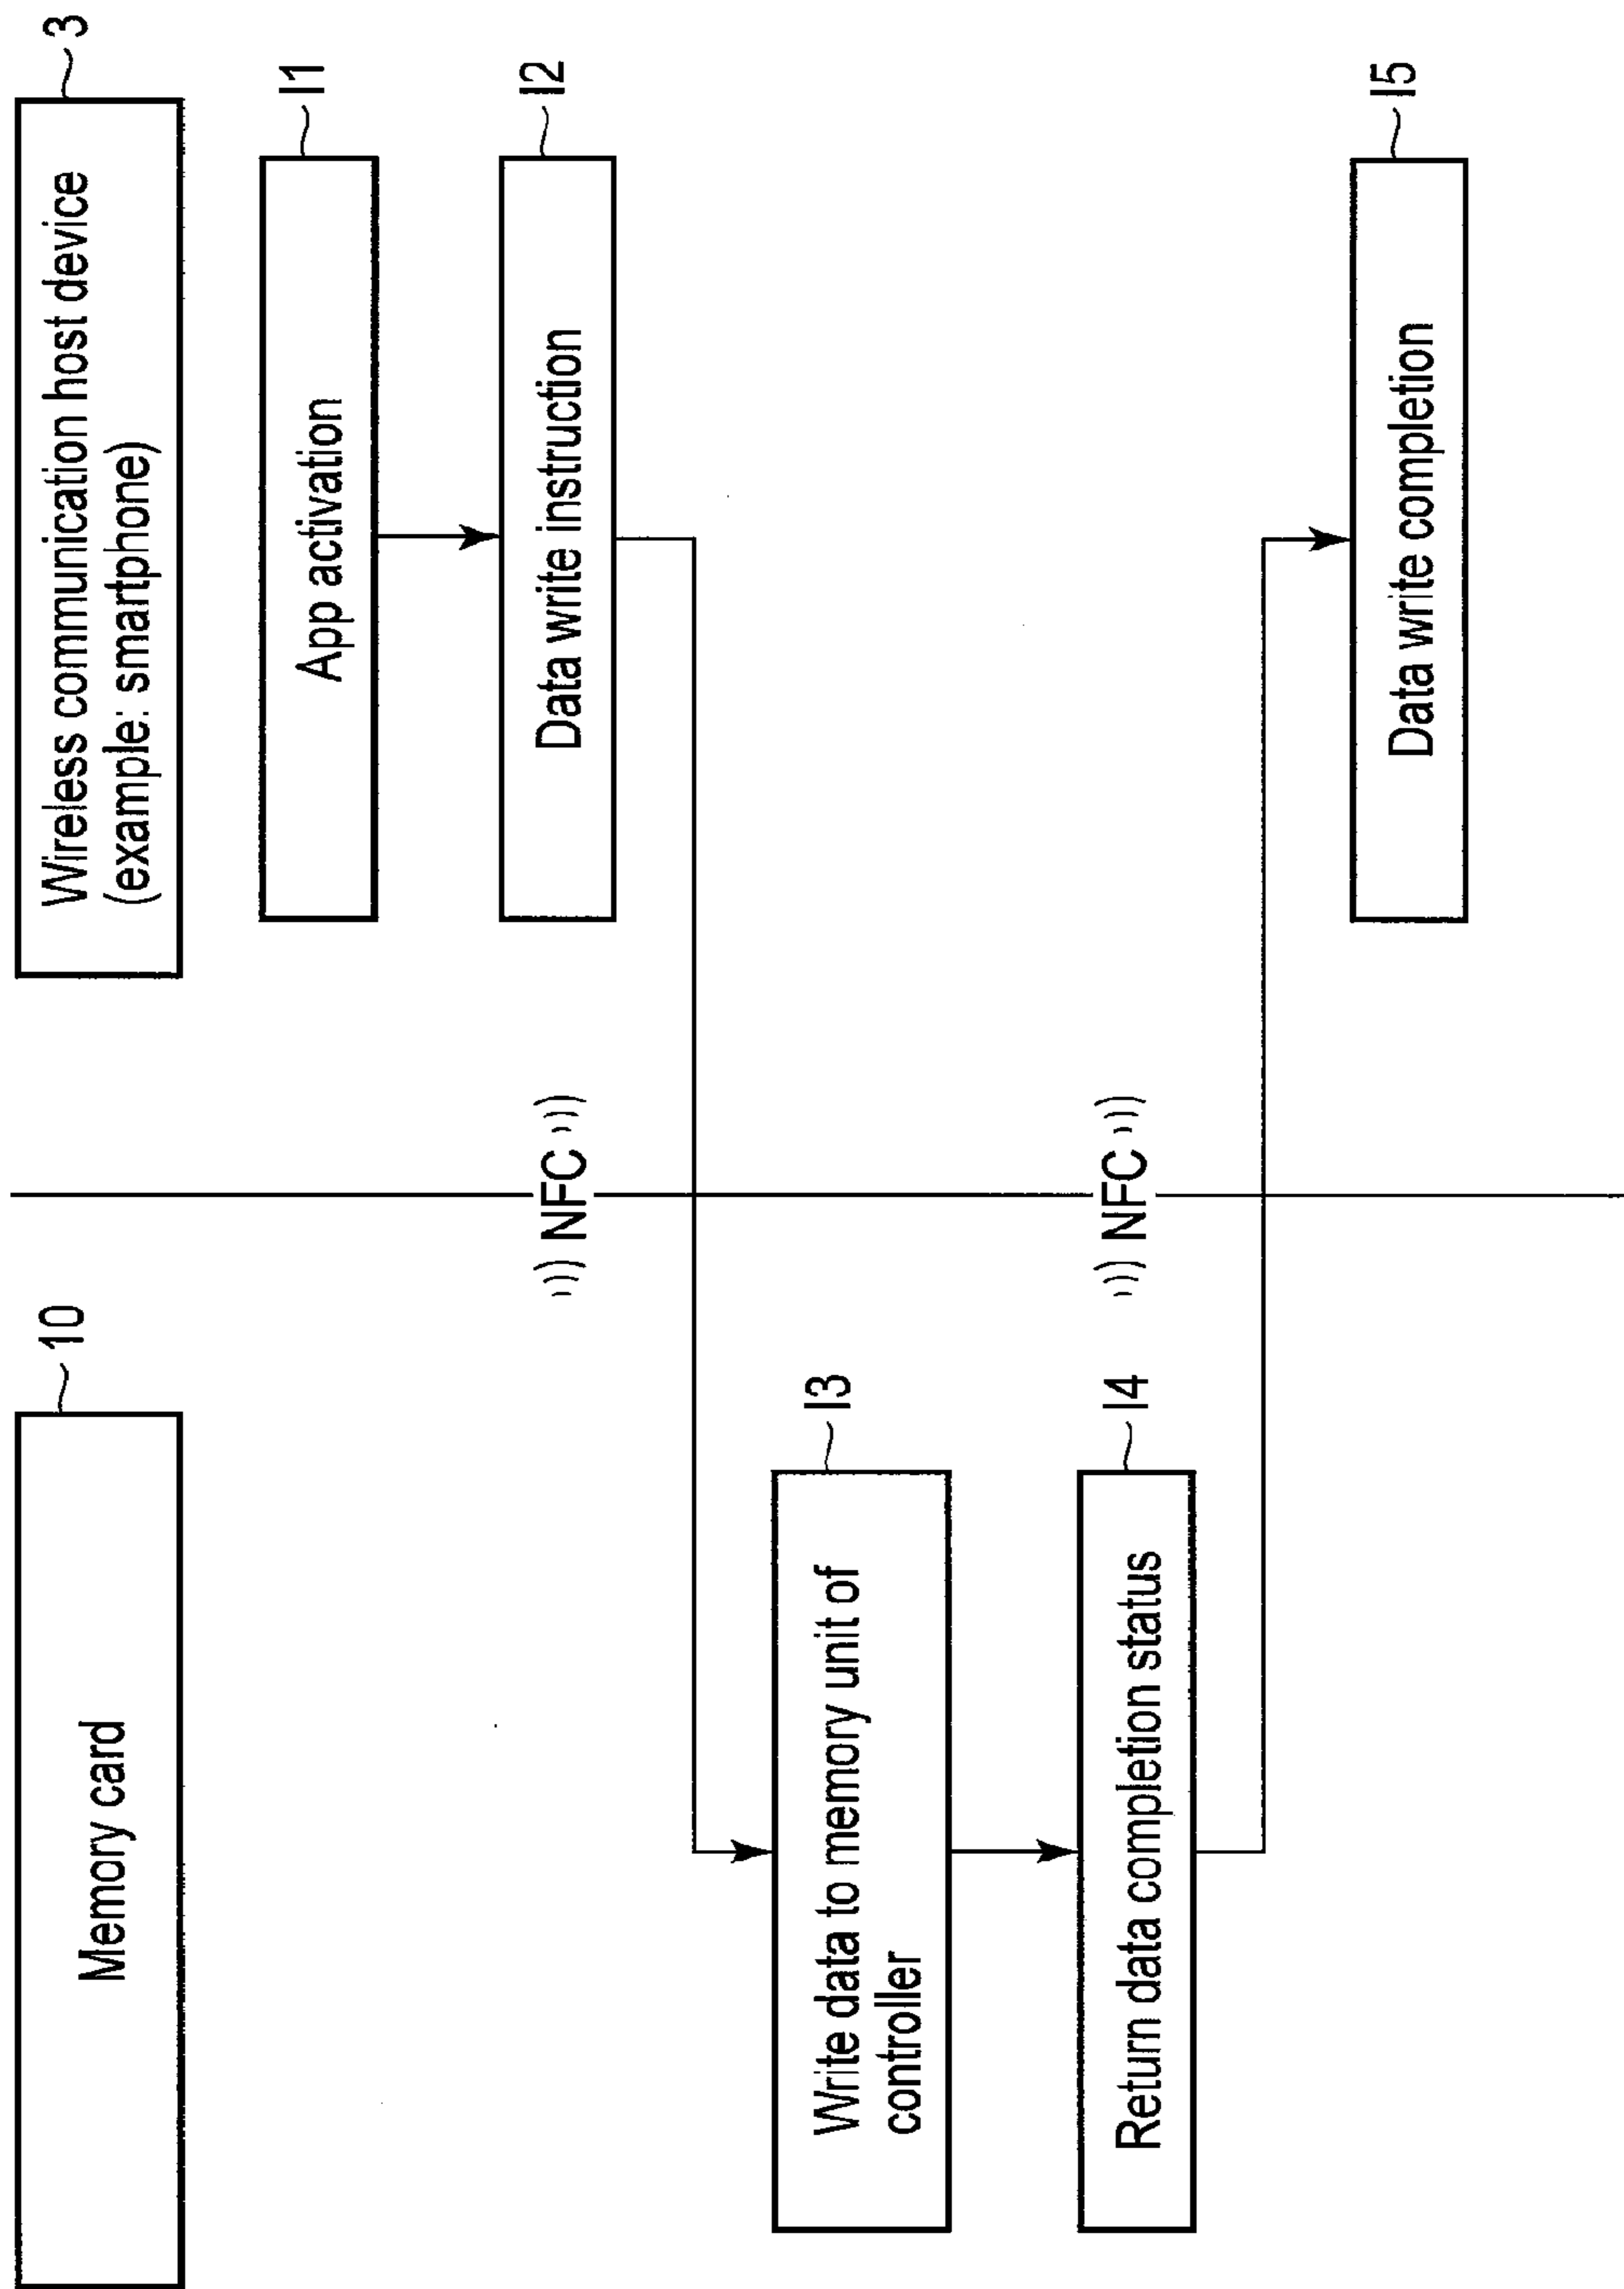 Memory card
10
Wireless communication host device
(example: smartphone)
3
App activation
I1
Data write instruction
I2
NFC
Write data to memory unit of
controller
I3
Return data completion status
I4
NFC
Data write completion
I5